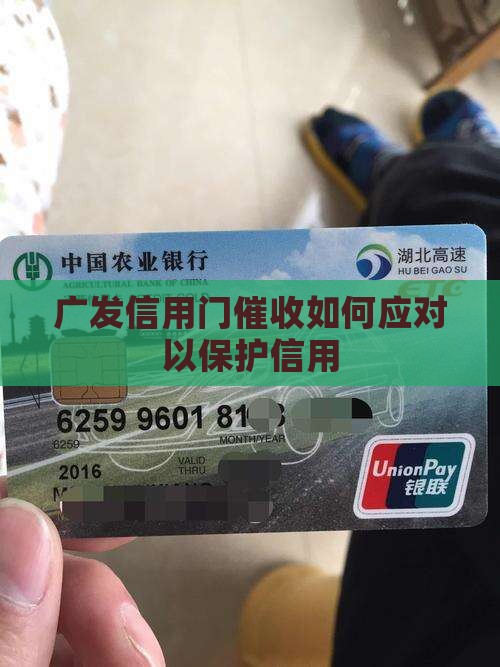 中国农业银行
AGRICULTURAL BANK OF CHINA
湖北高速
HU BEI GAO SU
ETC
广发信用门催收如何应对
以保护信用
6259 9601 81
6259
MONTH/YEAR
2016
VALID
THRU
UnionPay
银联